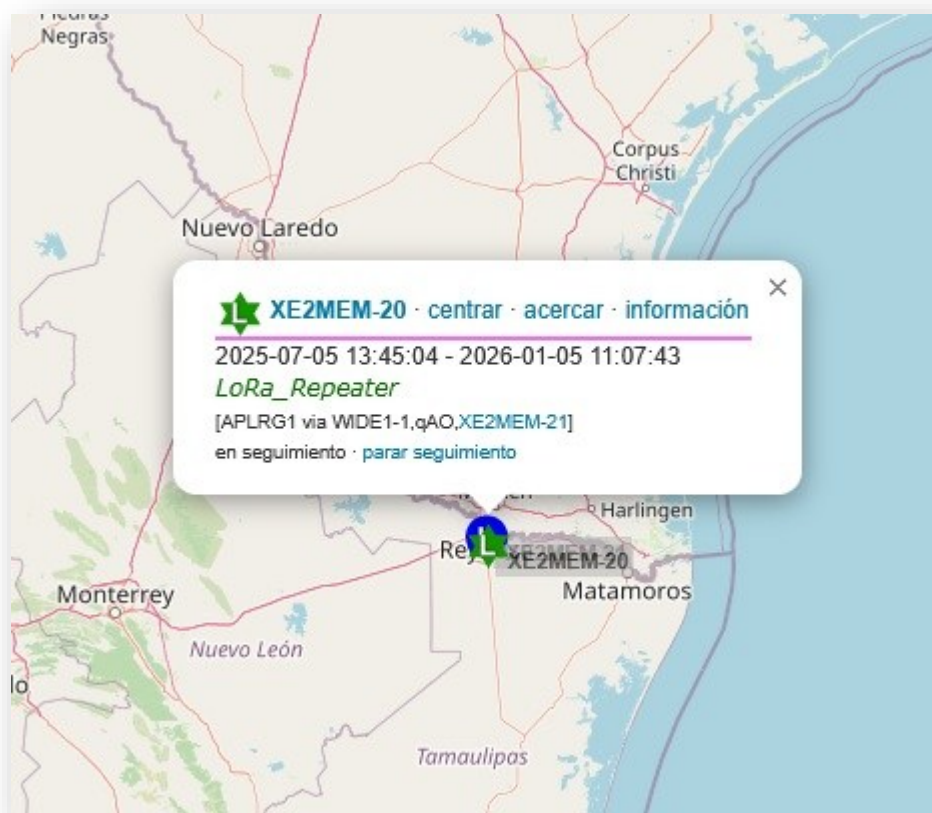 Negras
Corpus
Christi
Nuevo Laredo
XE2MEM-20 · centrar · acercar · información
×
2025-07-05 13:45:04 - 2026-01-05 11:07:43
LoRa_Repeater
[APLRG1 via WIDE1-1,qAO,XE2MEM-21]
en seguimiento · parar seguimiento
Harlingen
L
XE2MEM-20
Matamoros
Monterrey
Nuevo León
Tamaulipas